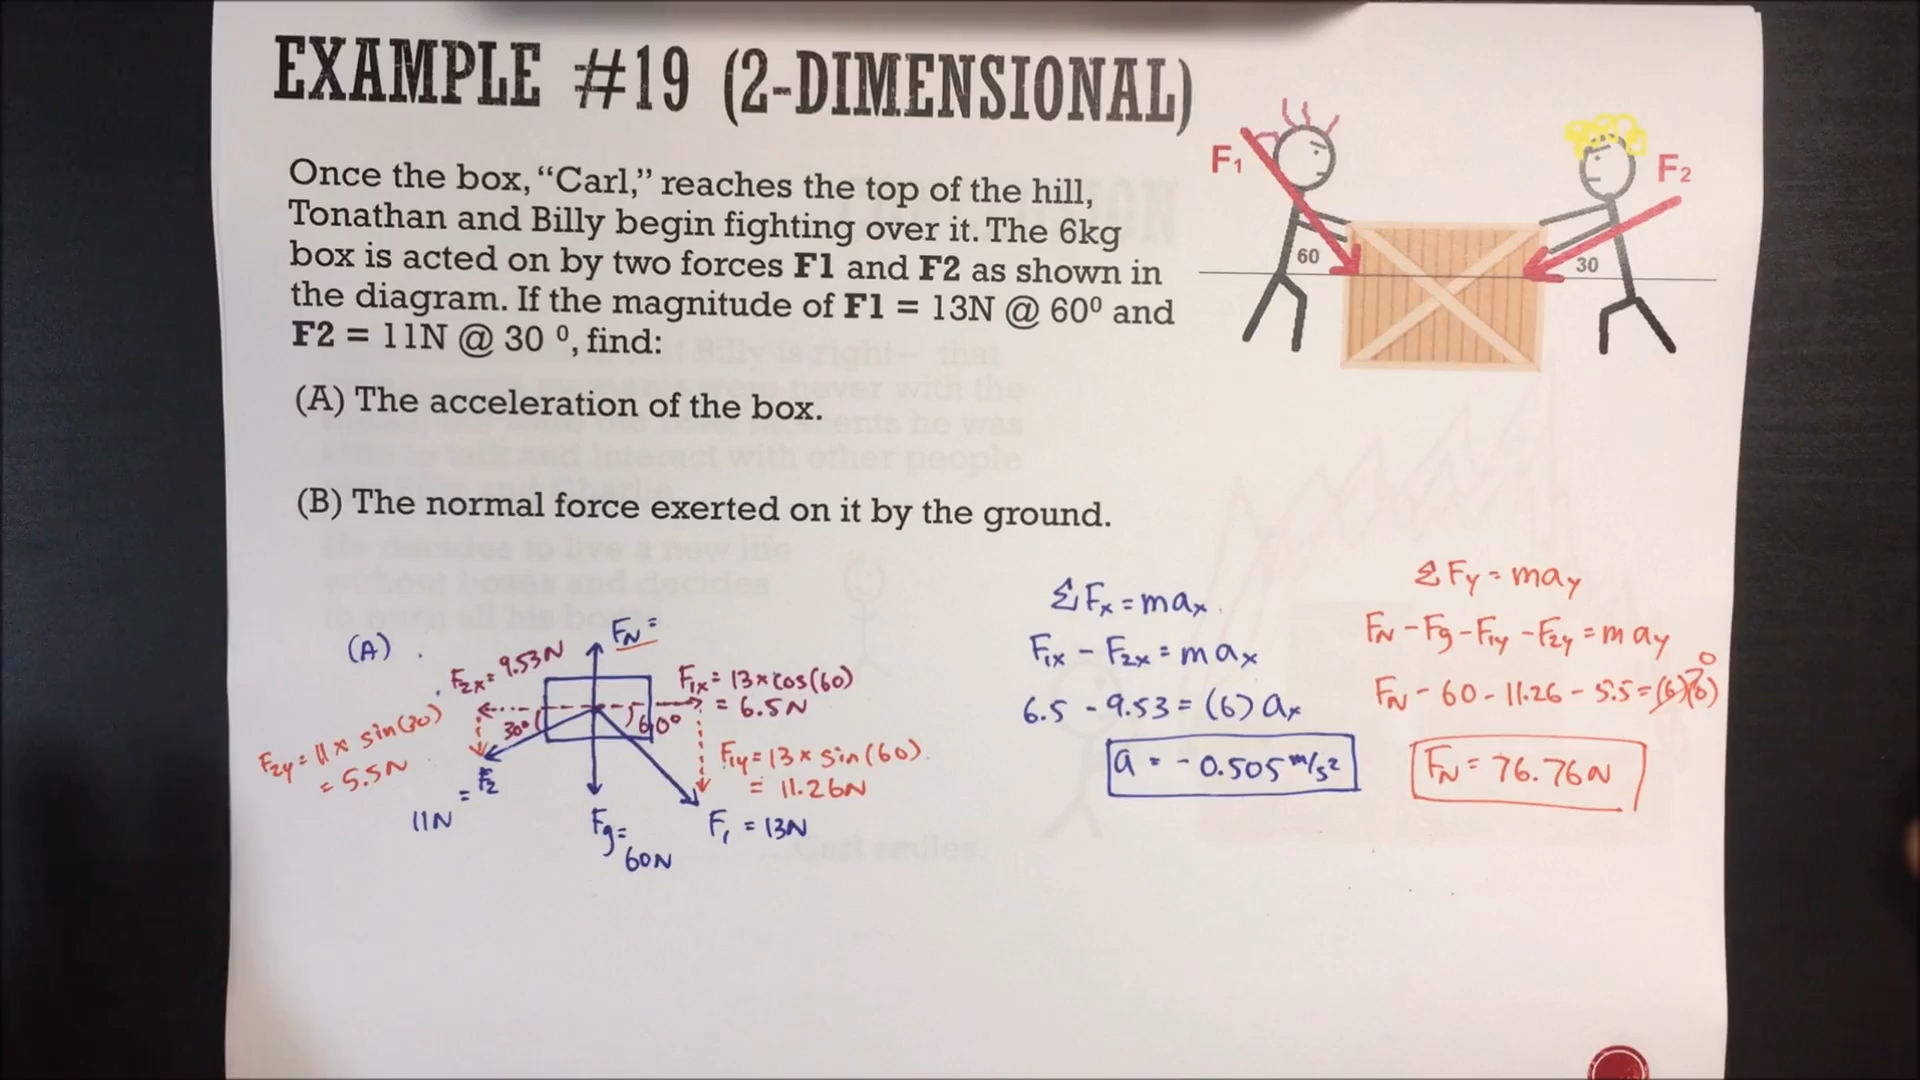 EXAMPLE #19 (2-DIMENSIONAL)
Once the box, “Carl,” reaches the top of the hill,
Tonathan and Billy begin fighting over it. The 6kg
box is acted on by two forces F1 and F2 as shown in
the diagram. If the magnitude of F1 = 13N @ 60⁰ and
F2 = 11N @ 30 ⁰, find:
(A) The acceleration of the box.
(B) The normal force exerted on it by the ground.
F₁
F₂
60
30
(A)
F2x = 9.53N
FN =
F1x = 13×cos(60)
= 6.5N
30°
60°
F2y = 11 × sin(30)
= 5.5N
F1y = 13 × sin(60)
= 11.26N
F2
= 11N
Fg =
60N
F₁ = 13N
ΣFx = max
F1x - F2x = max
6.5 - 9.53 = (6) ax
a = - 0.505 m/s²
ΣFy = may
FN - Fg - F1y - F2y = may
0
FN - 60 - 11.26 - 5.5 = (6)(0)
FN = 76.76N